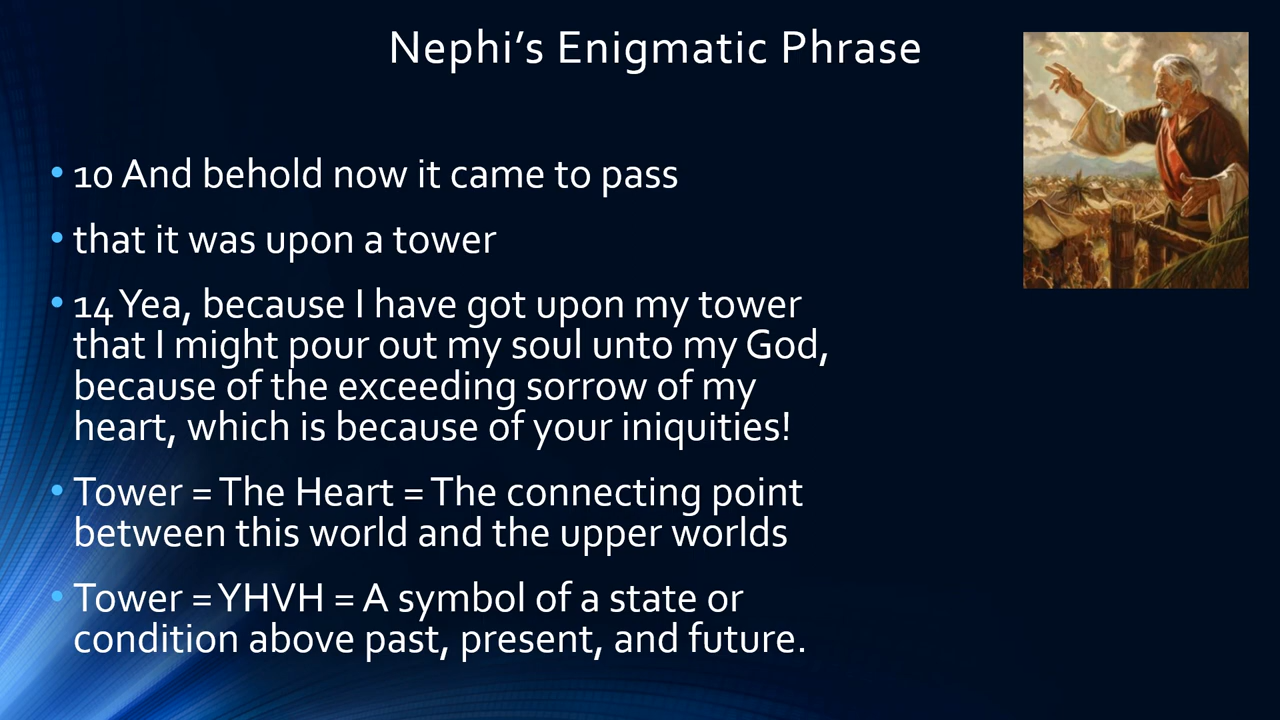 Nephi’s Enigmatic Phrase
• 10 And behold now it came to pass
• that it was upon a tower
• 14 Yea, because I have got upon my tower
that I might pour out my soul unto my God,
because of the exceeding sorrow of my
heart, which is because of your iniquities!
• Tower = The Heart = The connecting point
between this world and the upper worlds
• Tower = YHVH = A symbol of a state or
condition above past, present, and future.